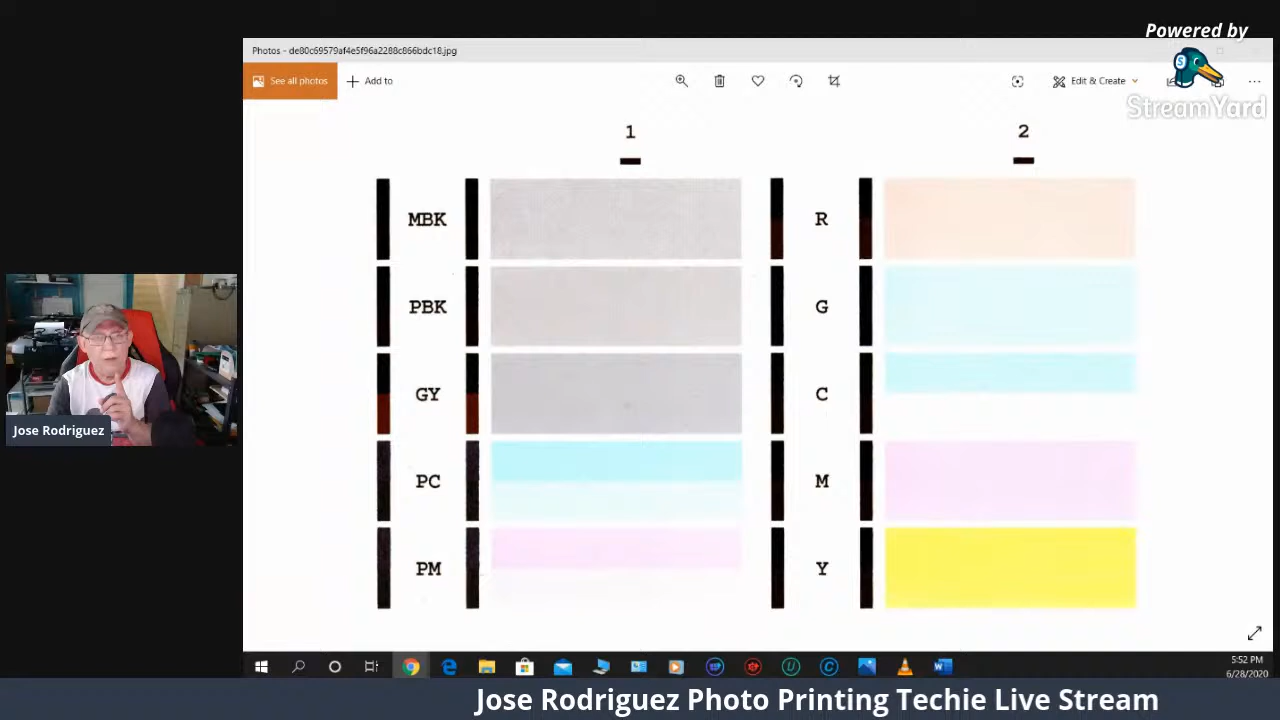 Powered by
StreamYard
Photos - de80c69579af4e5f96a2288c866bdc18.jpg
See all photos
Add to
Edit & Create
1
2
MBK
R
PBK
G
GY
C
PC
M
PM
Y
Jose Rodriguez
5:52 PM
6/28/2020
Jose Rodriguez Photo Printing Techie Live Stream